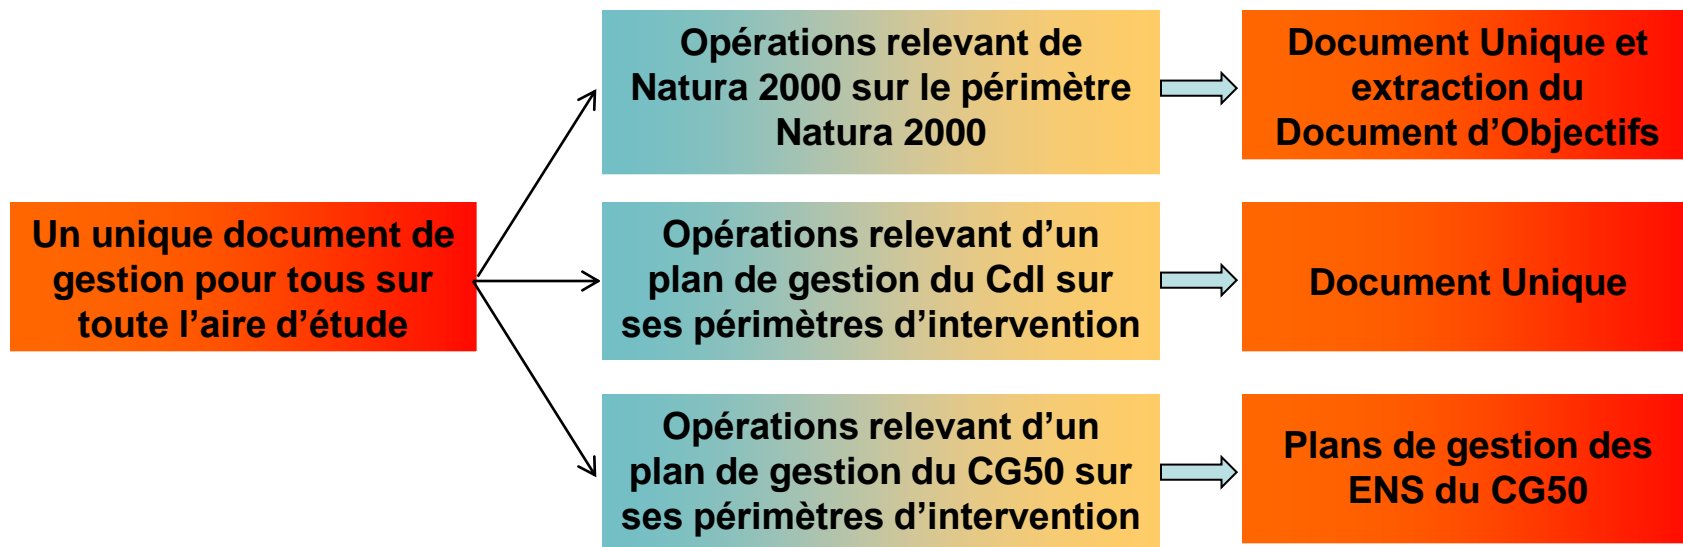 Un unique document de
gestion pour tous sur
toute l’aire d’étude
Opérations relevant de
Natura 2000 sur le périmètre
Natura 2000
Document Unique et
extraction du
Document d’Objectifs
Opérations relevant d’un
plan de gestion du Cdl sur
ses périmètres d’intervention
Document Unique
Opérations relevant d’un
plan de gestion du CG50 sur
ses périmètres d’intervention
Plans de gestion des
ENS du CG50